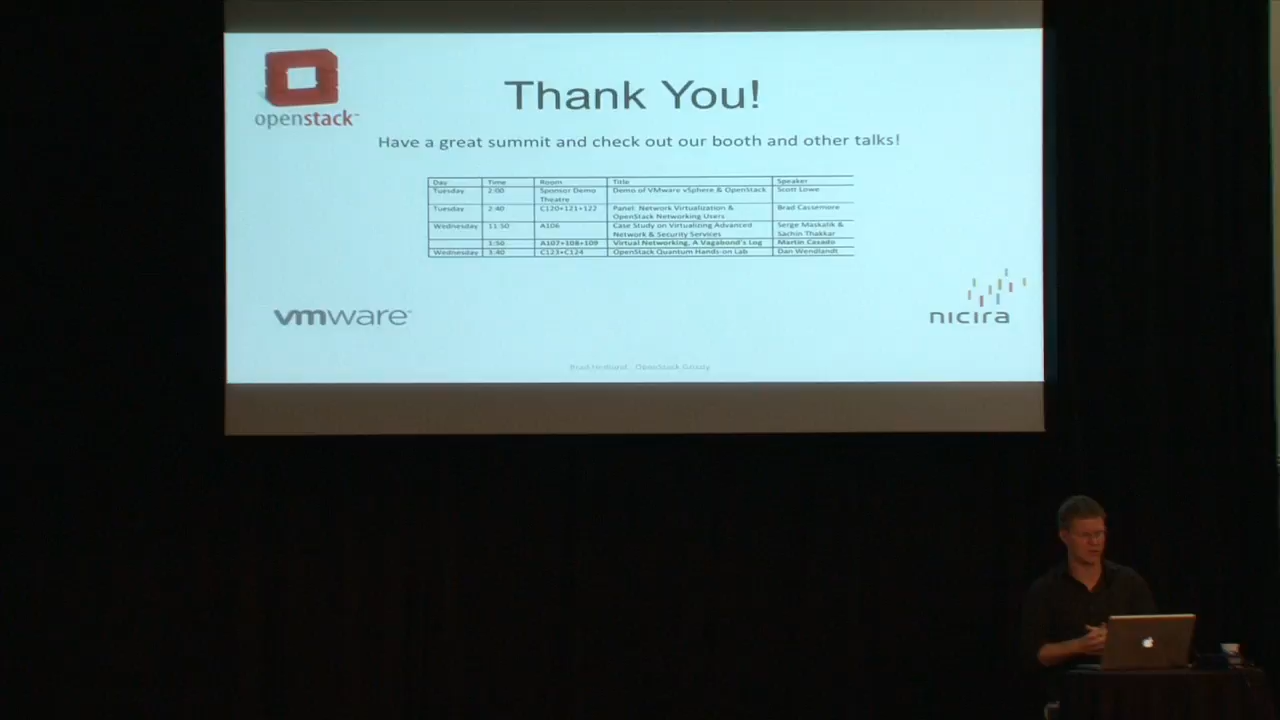 openstack™
Thank You!
Have a great summit and check out our booth and other talks!
Day Time Room Title Speaker
Tuesday 2:00 Sponsor Demo Theatre Demo of VMware vSphere & OpenStack Scott Lowe
Tuesday 2:40 C120+121+122 Panel: Network Virtualization & OpenStack Networking Users Brad Casemore
Wednesday 11:50 A106 Case Study on Virtualizing Advanced Network & Security Services Serge Maskalik & Sachin Thakkar
1:50 A107+108+109 Virtual Networking, A Vagabond's Log Martin Casado
Wednesday 3:40 C123+C124 OpenStack Quantum Hands-on Lab Dan Wendlandt
vmware
nicira
OpenStack Grizzly